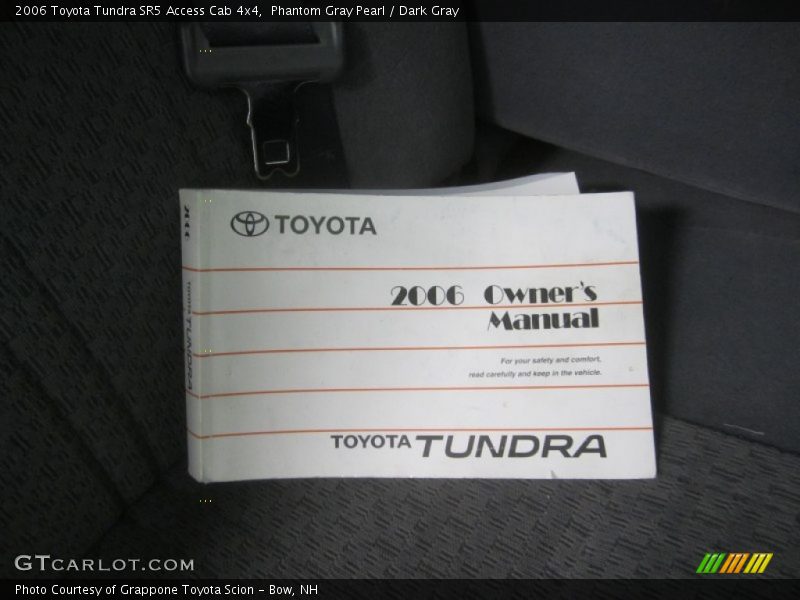 2006 Toyota Tundra SR5 Access Cab 4x4, Phantom Gray Pearl / Dark Gray
TOYOTA
2006 Owner's
Manual
For your safety and comfort,
read carefully and keep in the vehicle.
TOYOTA TUNDRA
TOYOTA TUNDRA
GTCARLOT.COM
Photo Courtesy of Grappone Toyota Scion - Bow, NH